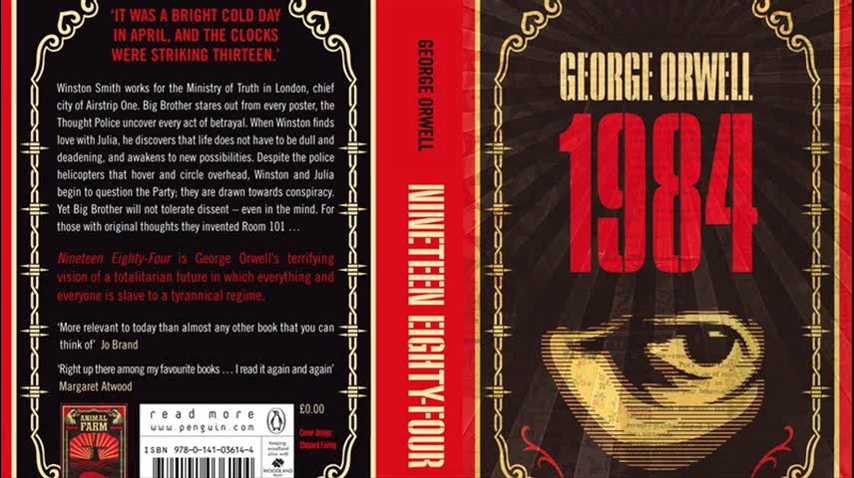 ‘IT WAS A BRIGHT COLD DAY
IN APRIL, AND THE CLOCKS
WERE STRIKING THIRTEEN.’
Winston Smith works for the Ministry of Truth in London, chief
city of Airstrip One. Big Brother stares out from every poster, the
Thought Police uncover every act of betrayal. When Winston finds
love with Julia, he discovers that life does not have to be dull and
deadening, and awakens to new possibilities. Despite the police
helicopters that hover and circle overhead, Winston and Julia
begin to question the Party; they are drawn towards conspiracy.
Yet Big Brother will not tolerate dissent – even in the mind. For
those with original thoughts they invented Room 101 …
Nineteen Eighty-Four is George Orwell’s terrifying
vision of a totalitarian future in which everything and
everyone is slave to a tyrannical regime.
‘More relevant to today than almost any other book that you can
think of’ Jo Brand
‘Right up there among my favourite books … I read it again and again’
Margaret Atwood
ANIMAL
FARM
read more
www.penguin.com
ISBN 978-0-141-03614-4
Keeping
woodland
alive with
WOODLAND
£0.00
Cover design:
Shepard Fairey
GEORGE ORWELL
NINETEEN EIGHTY-FOUR
GEORGE ORWELL
1984